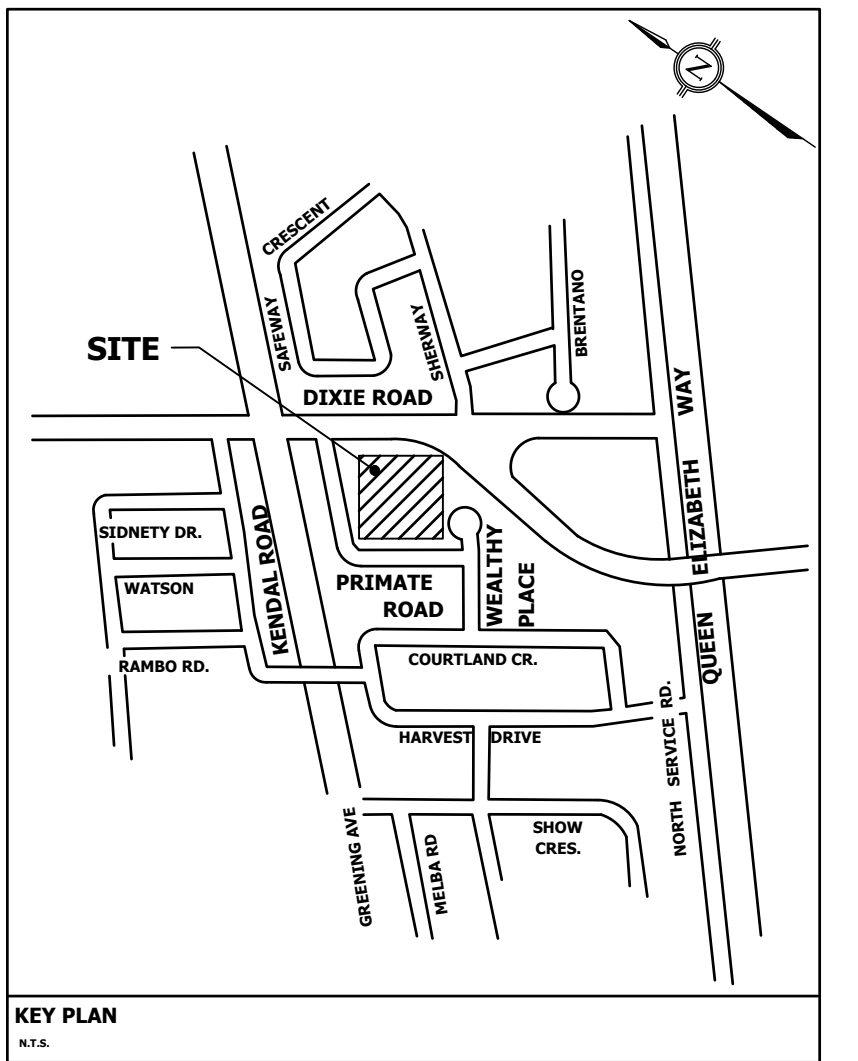 N
CRESCENT
SAFEWAY
SHERWAY
BRENTANO
SITE
DIXIE ROAD
QUEEN ELIZABETH WAY
SIDNETY DR.
WATSON
RAMBO RD.
KENDAL ROAD
PRIMATE
ROAD
WEALTHY
PLACE
COURTLAND CR.
HARVEST DRIVE
NORTH SERVICE RD.
GREENING AVE
MELBA RD
SHOW
CRES.
KEY PLAN
N.T.S.